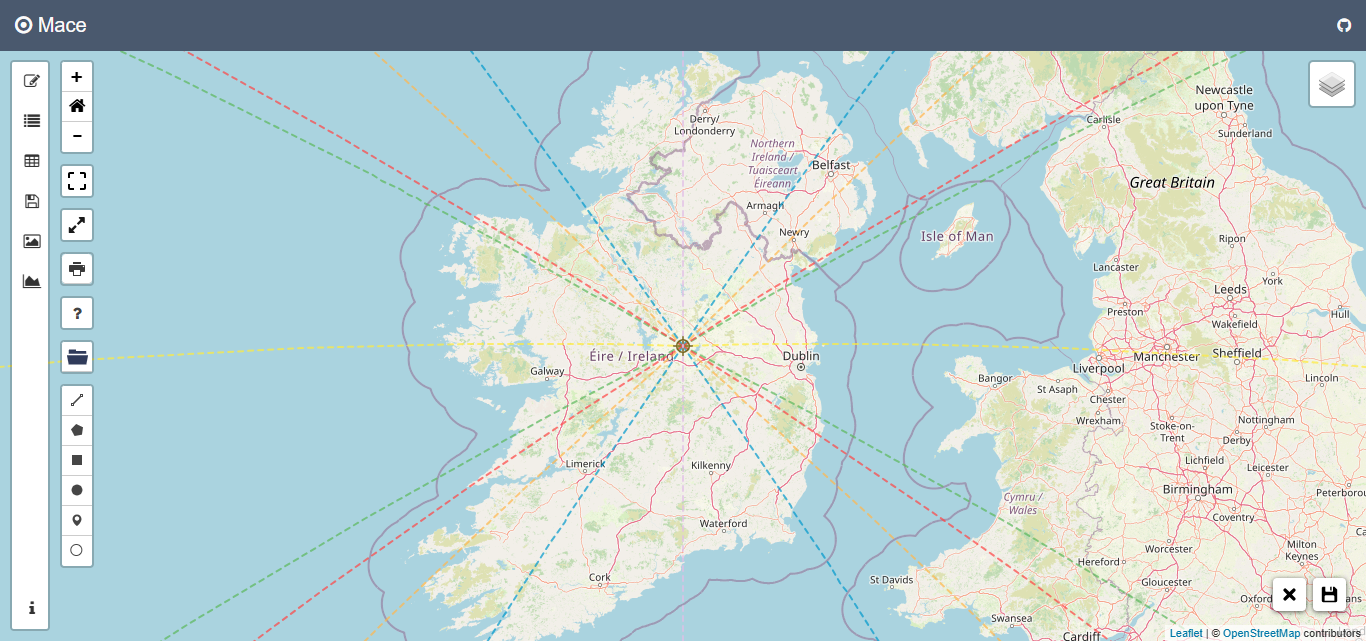 Mace
+
−
?
i
Derry/
Londonderry
Northern
Ireland /
Tuaisceart
Éireann
Belfast
Armagh
Newry
Isle of Man
Carlisle
Newcastle
upon Tyne
Sunderland
Great Britain
Ripon
Lancaster
Leeds
York
Preston
Wakefield
Hull
Éire / Ireland
Dublin
Galway
Manchester
Sheffield
Liverpool
Bangor
St Asaph
Chester
Lincoln
Wrexham
Stoke-on-
Trent
Nottingham
Derby
Limerick
Kilkenny
Lichfield
Leicester
Birmingham
Peterborou
Cymru /
Wales
Coventry
Ca
Waterford
Worcester
Milton
Keynes
Hereford
Cork
St Davids
Gloucester
Oxford
ans
Swansea
Cardiff
Leaflet | © OpenStreetMap contributors